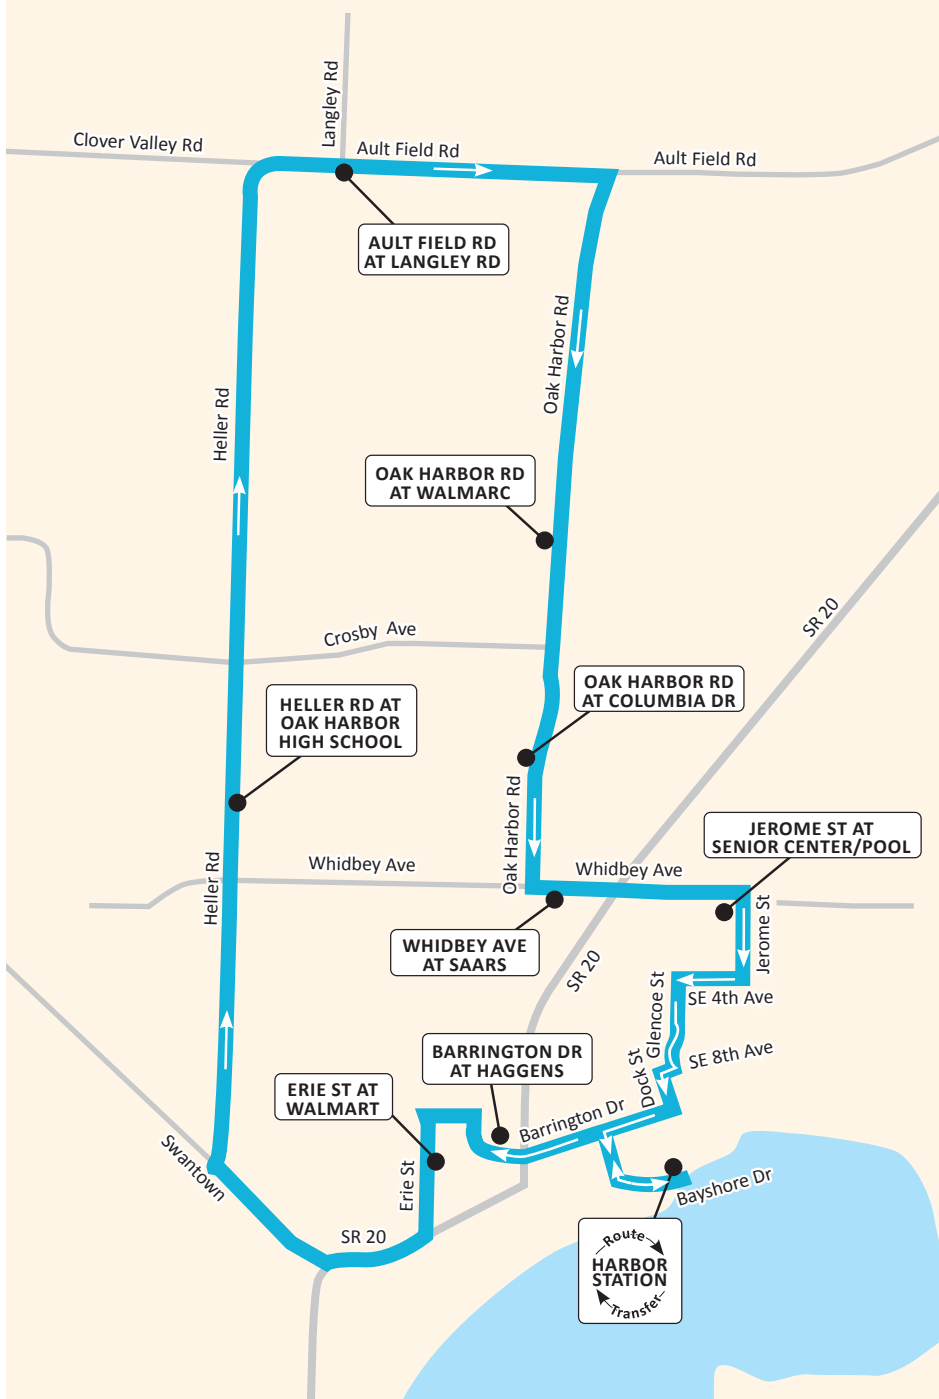 Langley Rd
Clover Valley Rd
Ault Field Rd
Ault Field Rd
AULT FIELD RD
AT LANGLEY RD
Oak Harbor Rd
Heller Rd
OAK HARBOR RD
AT WALMARC
SR 20
Crosby Ave
OAK HARBOR RD
AT COLUMBIA DR
HELLER RD AT
OAK HARBOR
HIGH SCHOOL
Oak Harbor Rd
JEROME ST AT
SENIOR CENTER/POOL
Heller Rd
Whidbey Ave
Whidbey Ave
Jerome St
WHIDBEY AVE
AT SAARS
SR 20
Glencoe St
SE 4th Ave
BARRINGTON DR
AT HAGGENS
SE 8th Ave
Dock St
ERIE ST AT
WALMART
Barrington Dr
Swantown
Erie St
Bayshore Dr
SR 20
Route
HARBOR
STATION
Transfer